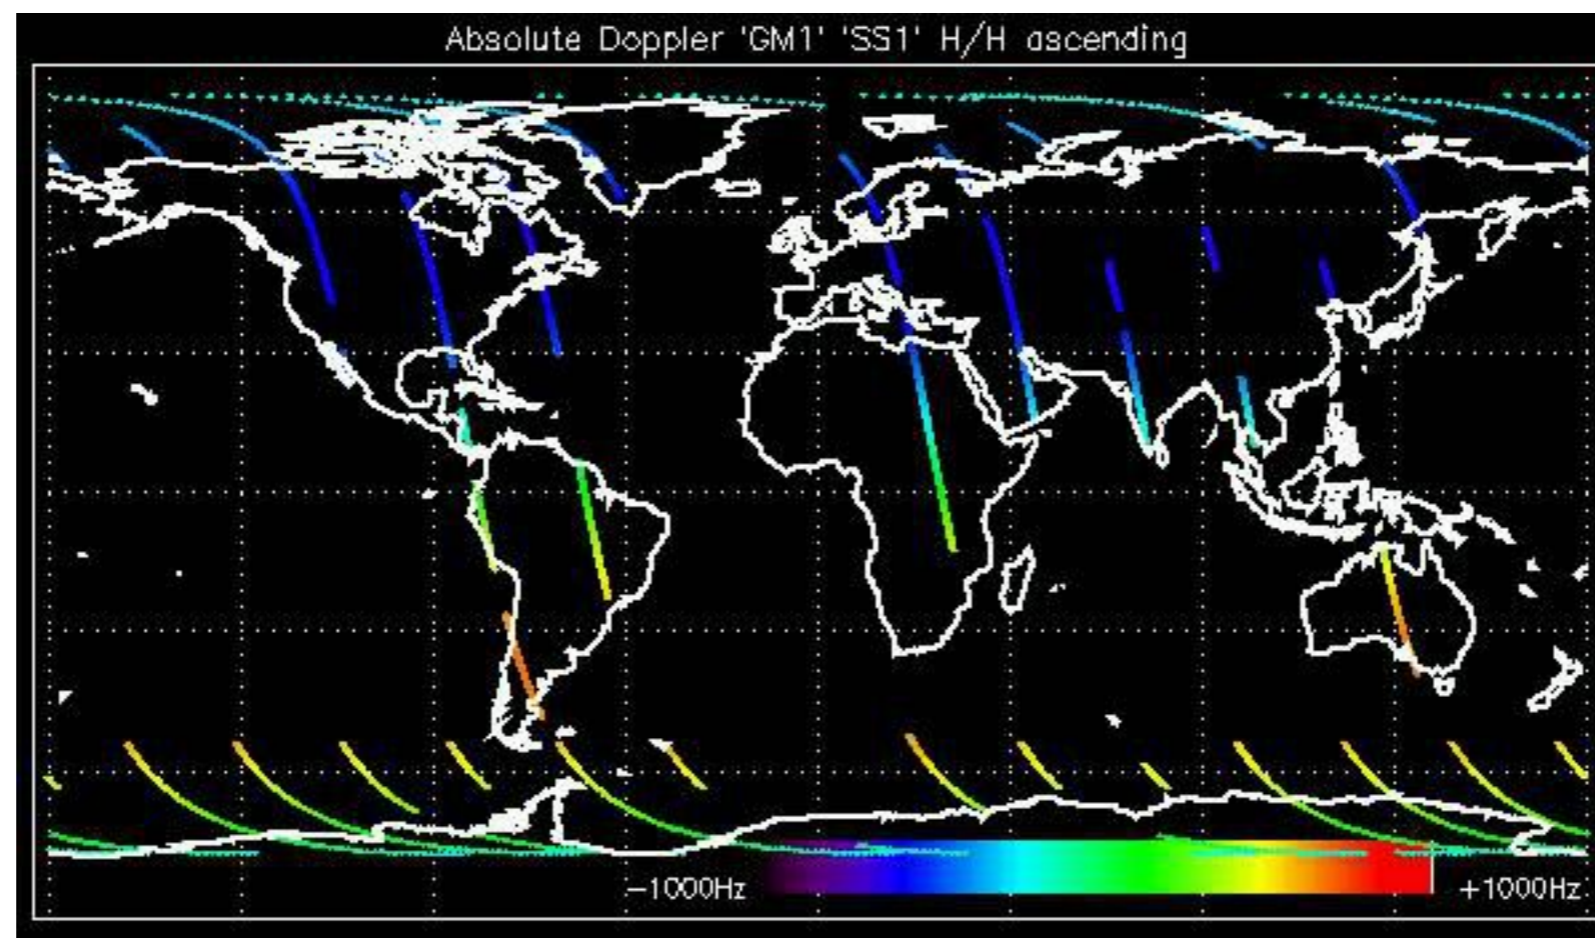 Absolute Doppler 'GM1' 'SS1' H/H ascending
-1000Hz +1000Hz